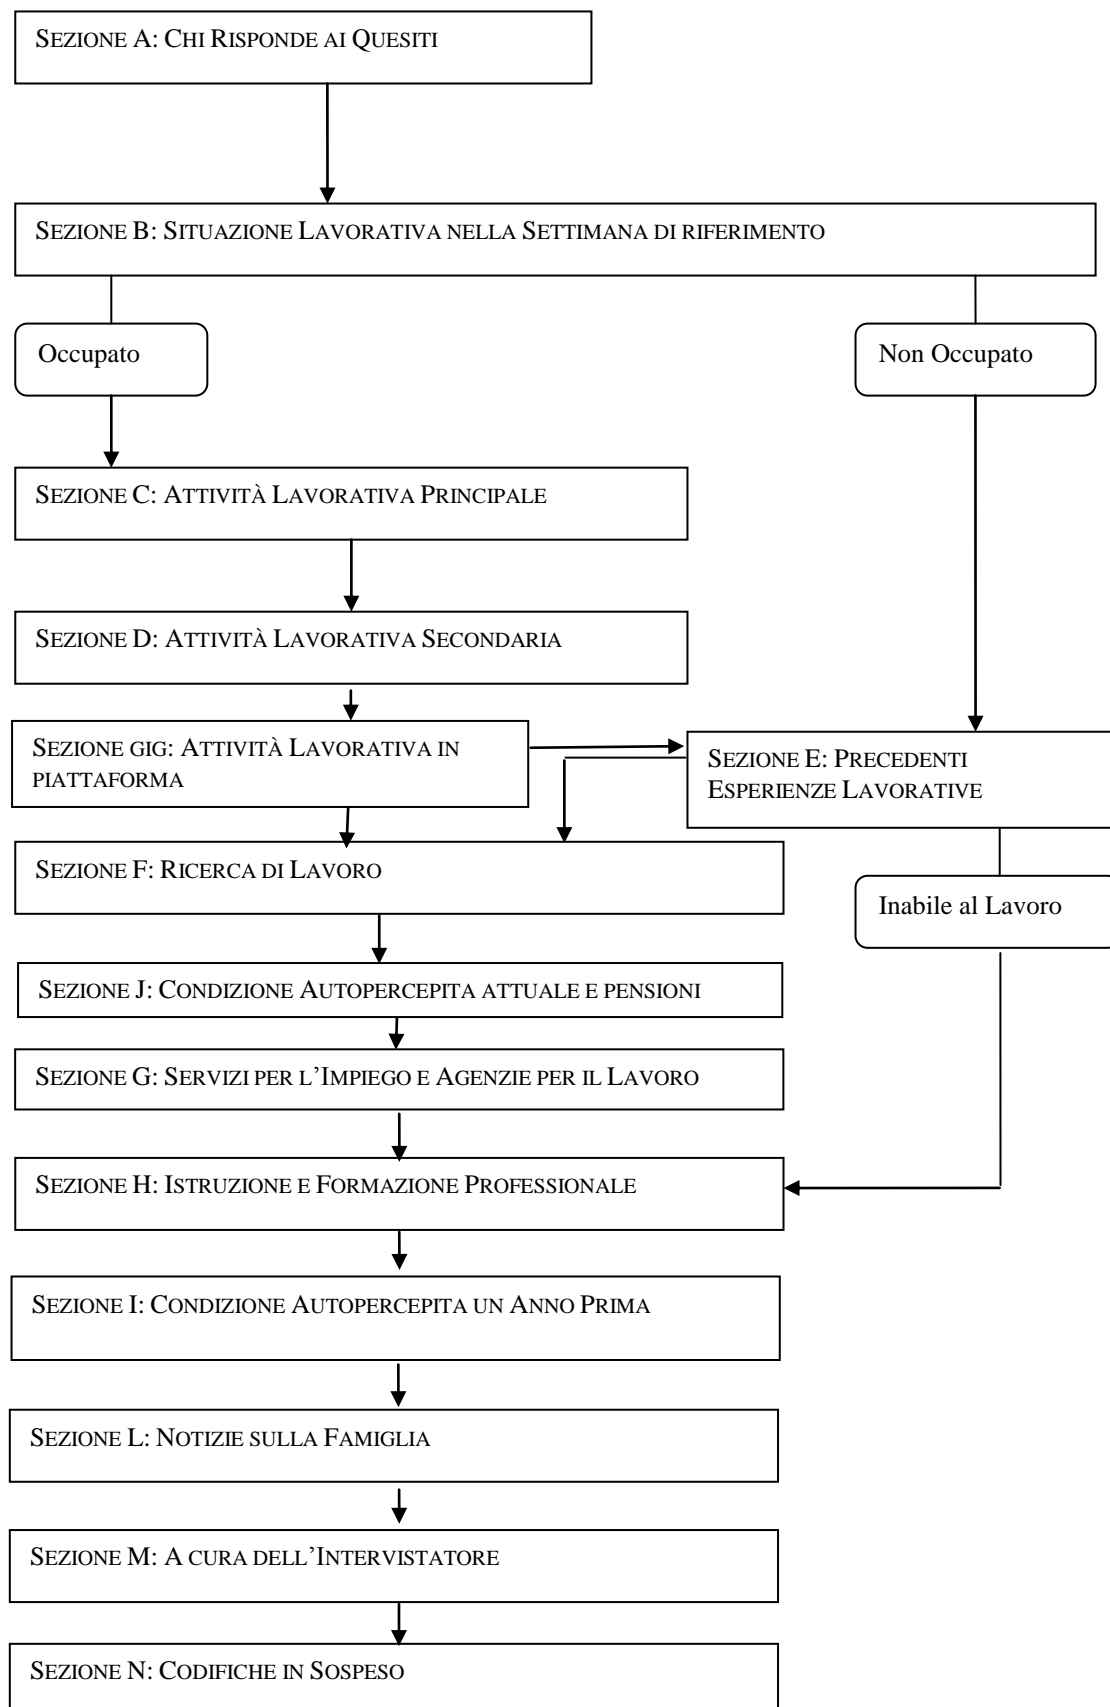 SEZIONE A: CHI RISPONDE AI QUESITI
SEZIONE B: SITUAZIONE LAVORATIVA NELLA SETTIMANA DI RIFERIMENTO
Occupato
Non Occupato
SEZIONE C: ATTIVITÀ LAVORATIVA PRINCIPALE
SEZIONE D: ATTIVITÀ LAVORATIVA SECONDARIA
SEZIONE GIG: ATTIVITÀ LAVORATIVA IN
PIATTAFORMA
SEZIONE E: PRECEDENTI
ESPERIENZE LAVORATIVE
SEZIONE F: RICERCA DI LAVORO
Inabile al Lavoro
SEZIONE J: CONDIZIONE AUTOPERCEPITA ATTUALE E PENSIONI
SEZIONE G: SERVIZI PER L'IMPIEGO E AGENZIE PER IL LAVORO
SEZIONE H: ISTRUZIONE E FORMAZIONE PROFESSIONALE
SEZIONE I: CONDIZIONE AUTOPERCEPITA UN ANNO PRIMA
SEZIONE L: NOTIZIE SULLA FAMIGLIA
SEZIONE M: A CURA DELL'INTERVISTATORE
SEZIONE N: CODIFICHE IN SOSPESO